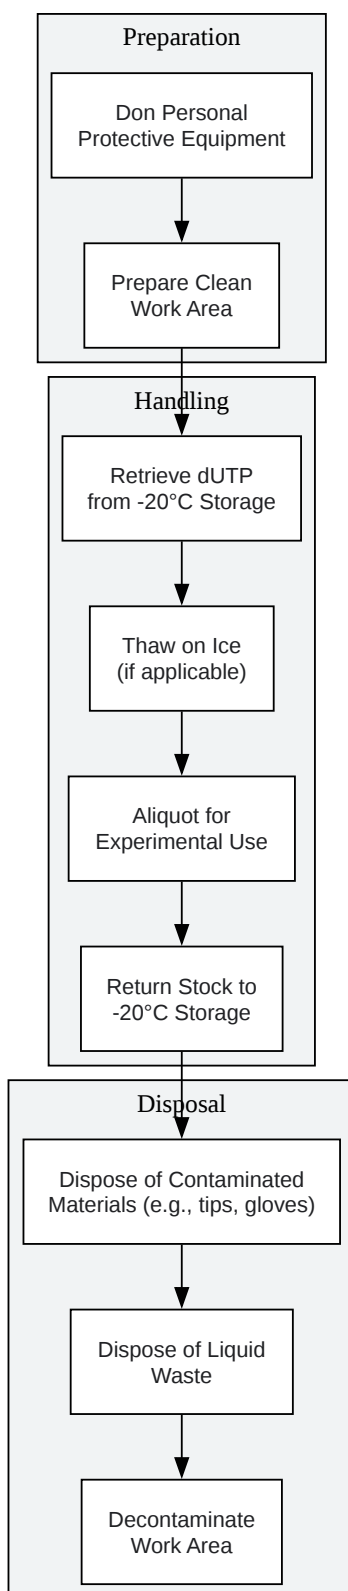 Preparation
Don Personal
Protective Equipment
Prepare Clean
Work Area
Handling
Retrieve dUTP
from -20°C Storage
Thaw on Ice
(if applicable)
Aliquot for
Experimental Use
Return Stock to
-20°C Storage
Disposal
Dispose of Contaminated
Materials (e.g., tips, gloves)
Dispose of Liquid
Waste
Decontaminate
Work Area